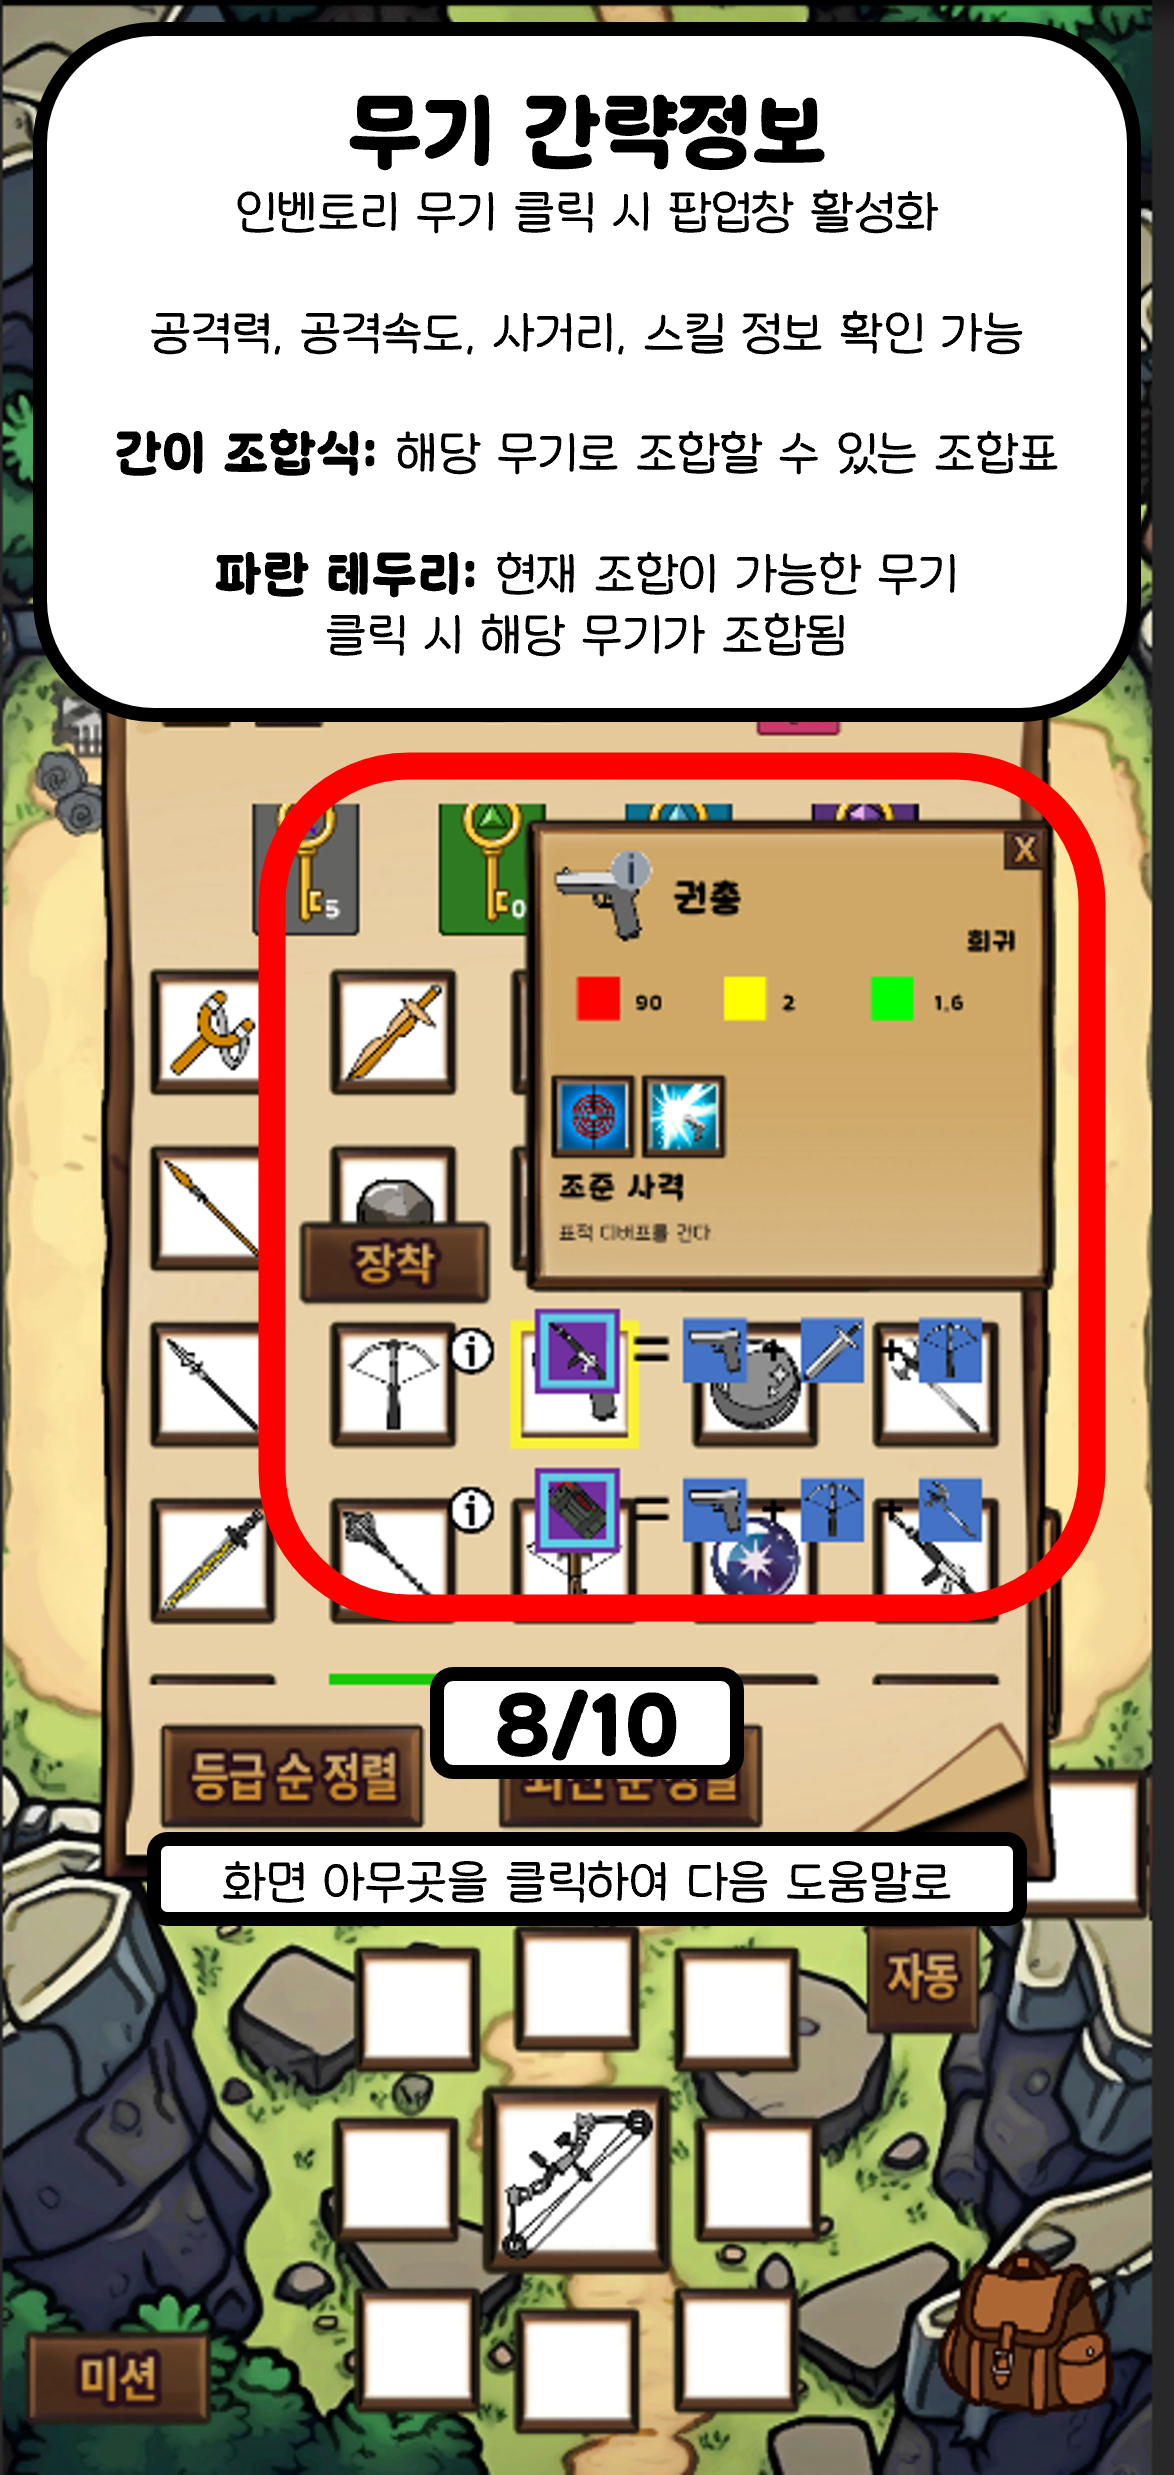 무기 간략정보
인벤토리 무기 클릭 시 팝업창 활성화
공격력, 공격속도, 사거리, 스킬 정보 확인 가능
간이 조합식: 해당 무기로 조합할 수 있는 조합표
파란 테두리: 현재 조합이 가능한 무기
클릭 시 해당 무기가 조합됨
5
0
X
i
권총
희귀
90
2
1.6
조준 사격
표적 디버프를 건다.
장착
i
= + +
i
= + +
8/10
등급 순 정렬
화면 아무곳을 클릭하여 다음 도움말로
자동
미션